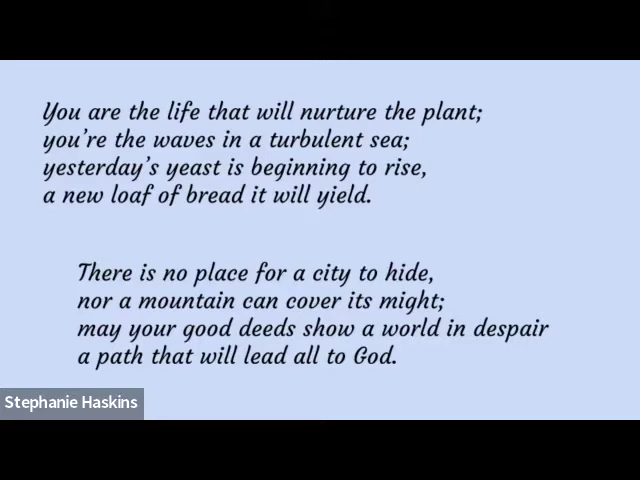 You are the life that will nurture the plant;
you're the waves in a turbulent sea;
yesterday's yeast is beginning to rise,
a new loaf of bread it will yield.
There is no place for a city to hide,
nor a mountain can cover its might;
may your good deeds show a world in despair
a path that will lead all to God.
Stephanie Haskins